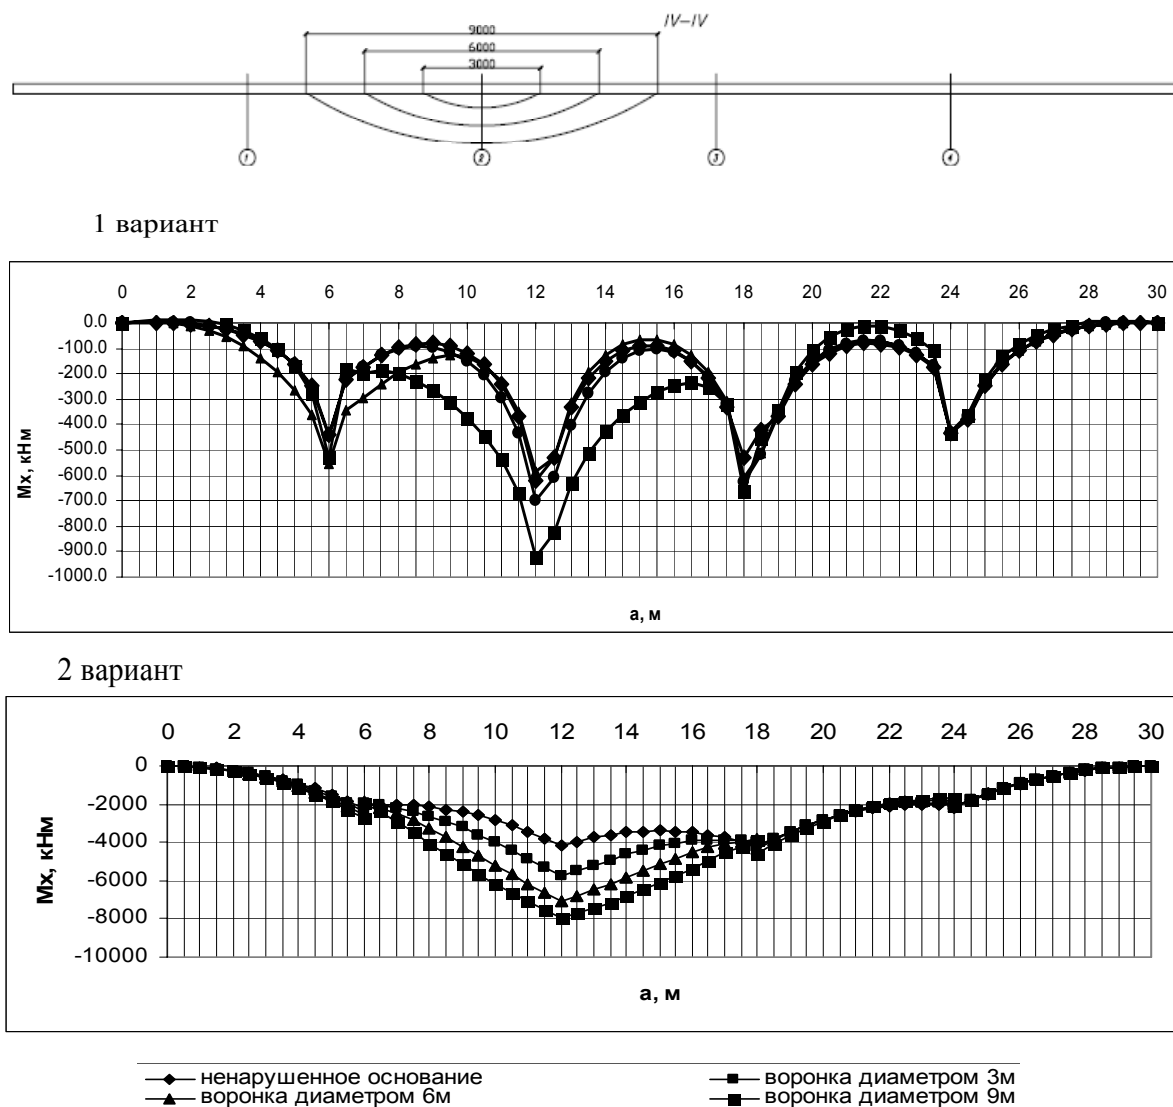 IV–IV
9000
6000
3000
1 2 3 4
1 вариант
0 2 4 6 8 10 12 14 16 18 20 22 24 26 28 30
0.0
-100.0
-200.0
-300.0
-400.0
-500.0
-600.0
-700.0
-800.0
-900.0
-1000.0
Мх, кНм
а, м
2 вариант
0 2 4 6 8 10 12 14 16 18 20 22 24 26 28 30
0
-2000
-4000
-6000
-8000
-10000
Мх, кНм
а, м
ненарушенное основание воронка диаметром 3м
воронка диаметром 6м воронка диаметром 9м